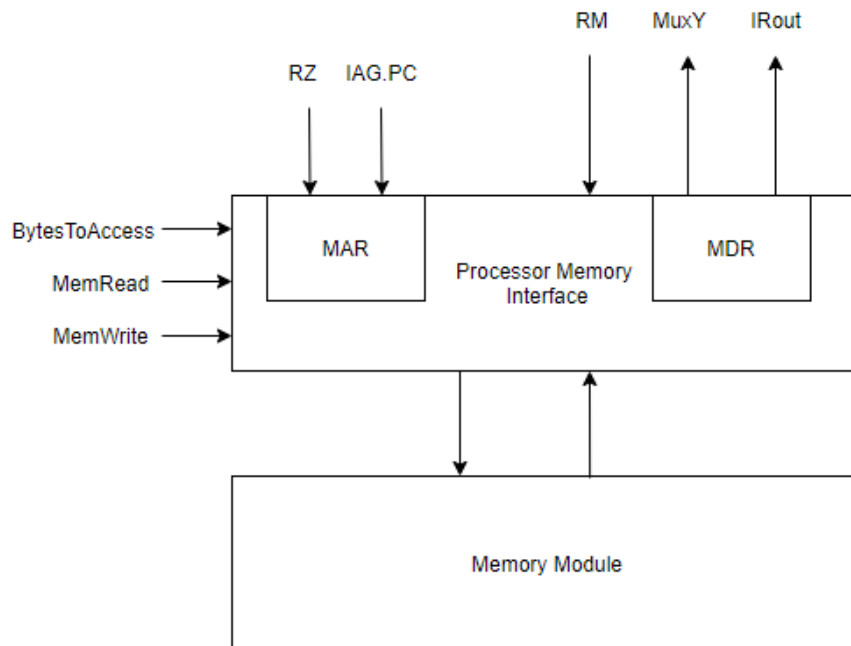 RM MuxY IRout
RZ IAG.PC
BytesToAccess
MAR
MDR
Processor Memory
Interface
MemRead
MemWrite
Memory Module